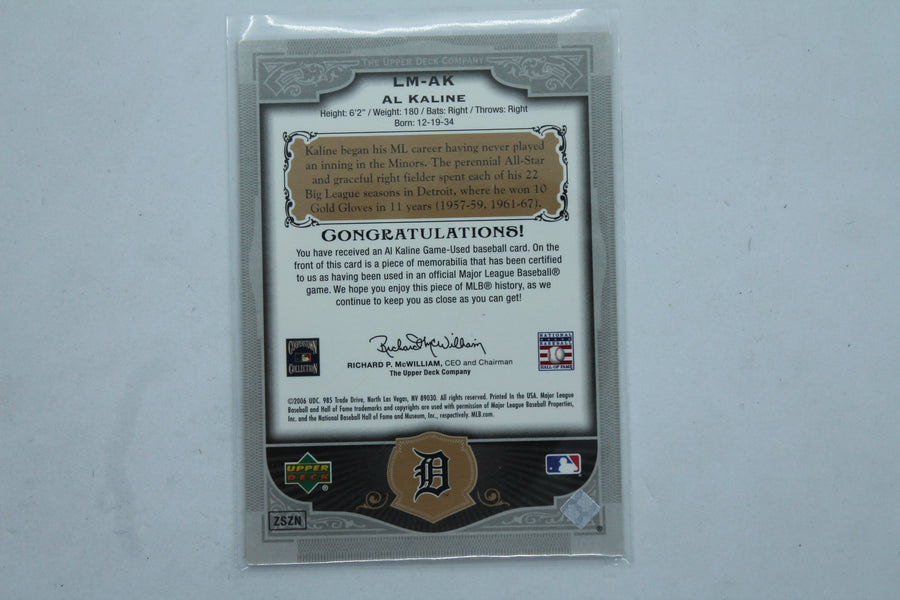 THE UPPER DECK COMPANY
LM-AK
AL KALINE
Height: 6'2" / Weight: 180 / Bats: Right / Throws: Right
Born: 12-19-34
Kaline began his ML career having never played
an inning in the Minors. The perennial All-Star
and graceful right fielder spent each of his 22
Big League seasons in Detroit, where he won 10
Gold Gloves in 11 years (1957-59, 1961-67).
CONGRATULATIONS!
You have received an Al Kaline Game-Used baseball card. On the
front of this card is a piece of memorabilia that has been certified
to us as having been used in an official Major League Baseball®
game. We hope you enjoy this piece of MLB® history, as we
continue to keep you as close as you can get!
COOPERSTOWN
COLLECTION
Richard McWilliam
RICHARD P. McWILLIAM, CEO and Chairman
The Upper Deck Company
NATIONAL
BASEBALL
HALL OF FAME
©2006 UDC. 985 Trade Drive, North Las Vegas, NV 89030. All rights reserved. Printed in the USA. Major League
Baseball and Hall of Fame trademarks and copyrights are used with permission of Major League Baseball Properties,
Inc. and the National Baseball Hall of Fame and Museum, Inc., respectively. MLB.com.
UPPER
DECK
®
D
ZSZN
®